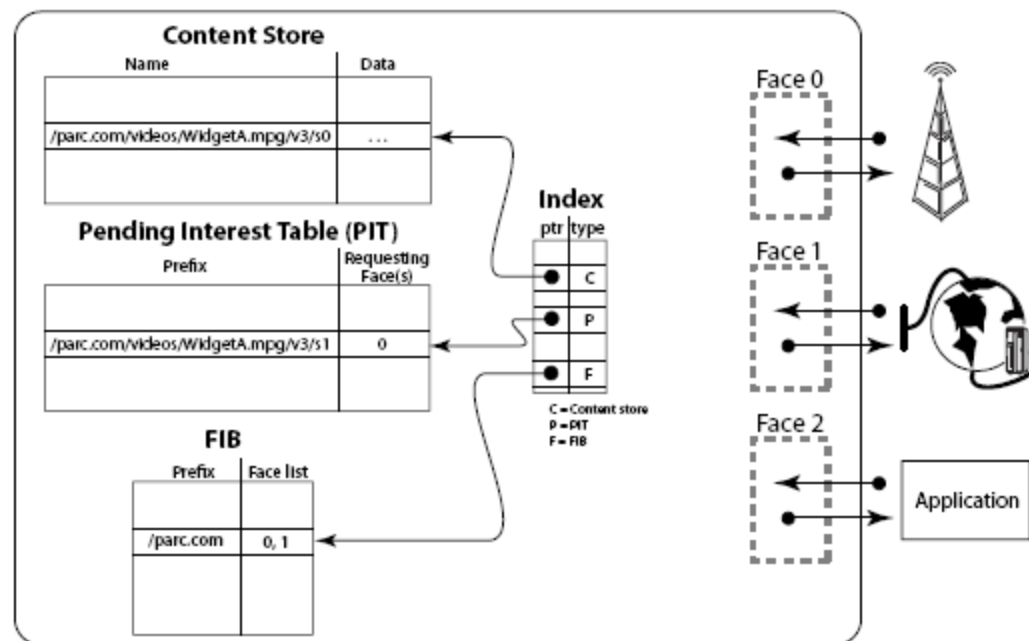 Content Store
Name Data
/parc.com/videos/WidgetA.mpg/v3/s0 ...
Pending Interest Table (PIT)
Prefix Requesting
Face(s)
/parc.com/videos/WidgetA.mpg/v3/s1 0
FIB
Prefix Face list
/parc.com 0, 1
Index
ptr type
C
P
F
C = Content store
P = PIT
F = FIB
Face 0
Face 1
Face 2
Application